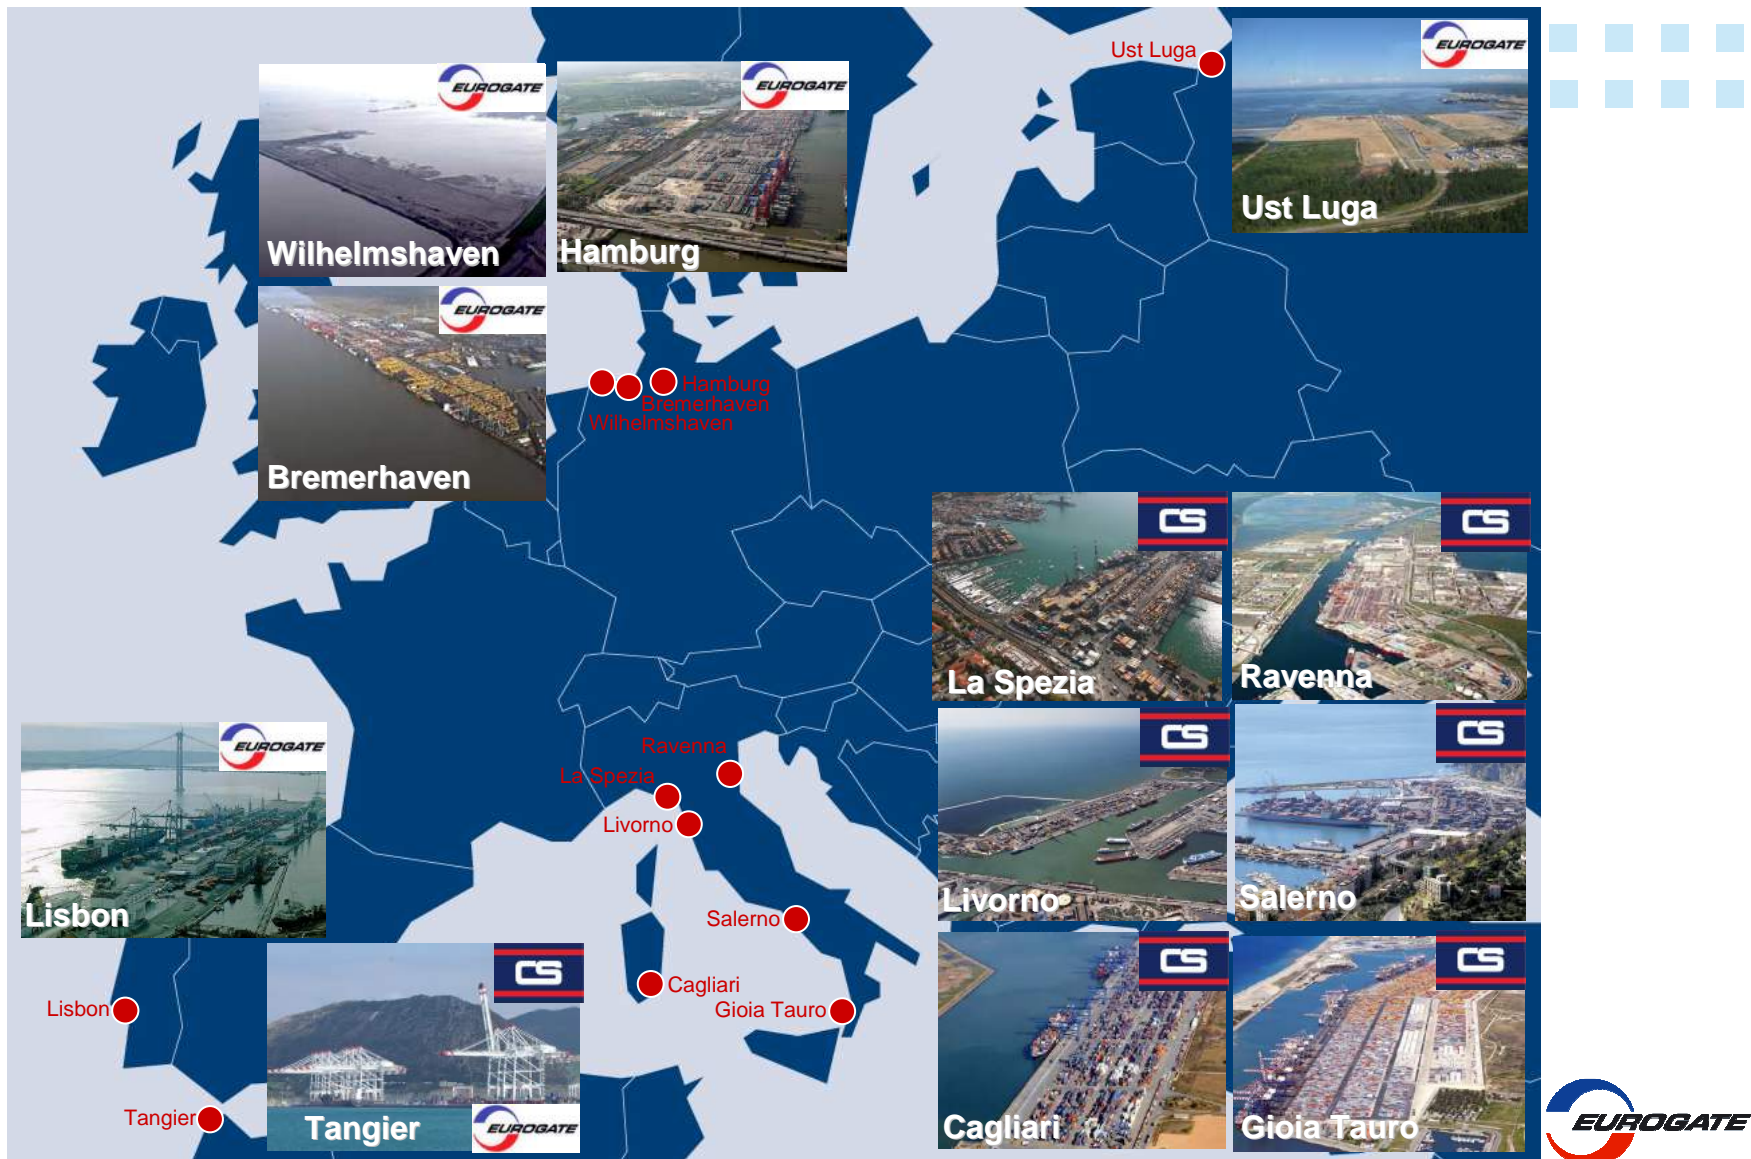 Ust Luga
EUROGATE
EUROGATE
EUROGATE
Ust Luga
Wilhelmshaven
Hamburg
EUROGATE
Hamburg
Bremerhaven
Wilhelmshaven
Bremerhaven
CS
CS
La Spezia
Ravenna
EUROGATE
Ravenna
La Spezia
Livorno
CS
CS
Lisbon
Livorno
Salerno
Salerno
CS
CS
CS
Cagliari
Gioia Tauro
Lisbon
Tangier
Tangier
EUROGATE
Cagliari
Gioia Tauro
EUROGATE